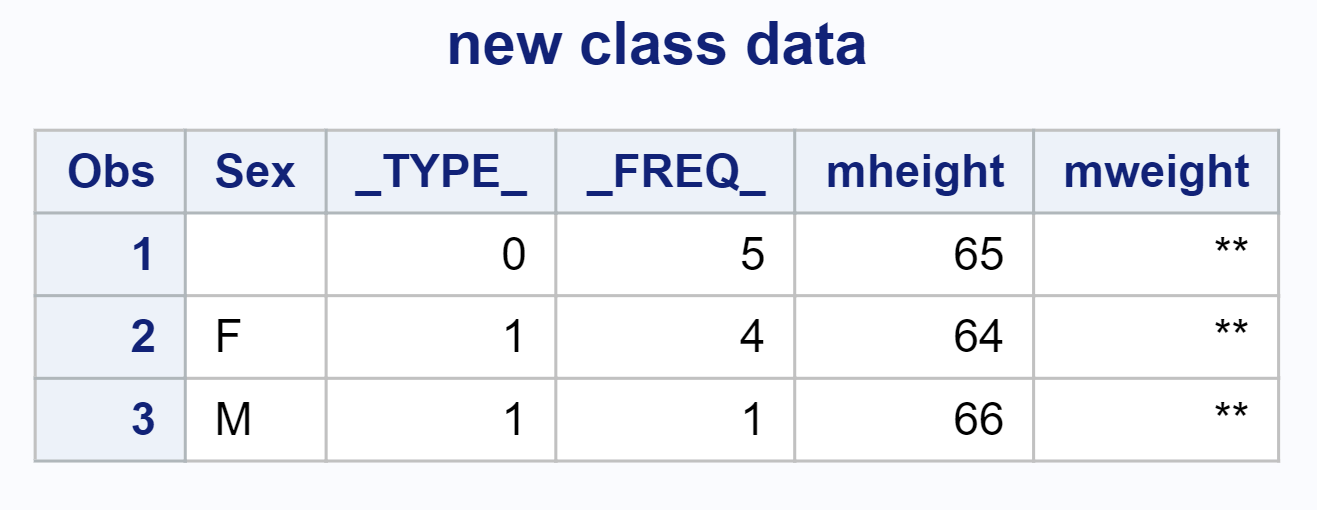 new class data
Obs Sex _TYPE_ _FREQ_ mheight mweight
1 0 5 65 **
2 F 1 4 64 **
3 M 1 1 66 **